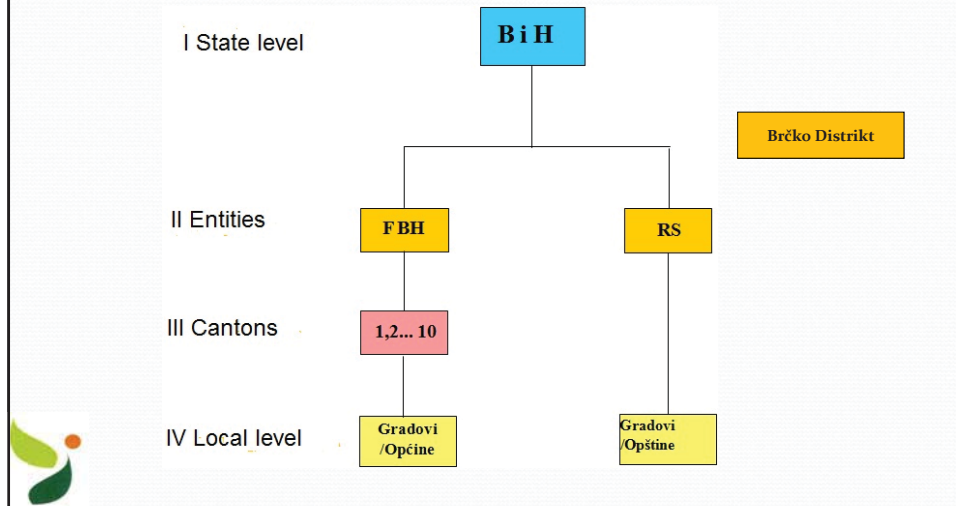 I State level
B i H
Brčko Distrikt
II Entities
FBH
RS
III Cantons
1,2... 10
IV Local level
Gradovi
/Općine
Gradovi
/Opštine